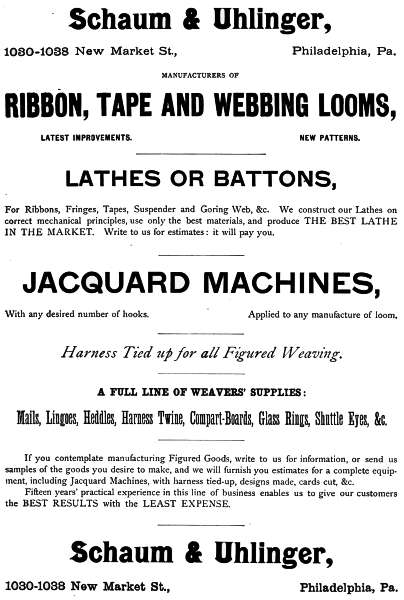 Schaum & Uhlinger,
1030-1038 New Market St., Philadelphia, Pa.
MANUFACTURERS OF
RIBBON, TAPE AND WEBBING LOOMS,
LATEST IMPROVEMENTS. NEW PATTERNS.
LATHES OR BATTONS,
For Ribbons, Fringes, Tapes, Suspender and Goring Web, &c. We construct our Lathes on
correct mechanical principles, use only the best materials, and produce THE BEST LATHE
IN THE MARKET. Write to us for estimates: it will pay you.
JACQUARD MACHINES,
With any desired number of hooks. Applied to any manufacture of loom.
Harness Tied up for all Figured Weaving.
A FULL LINE OF WEAVERS' SUPPLIES:
Mails, Lingoes, Heddles, Harness Twine, Compart-Boards, Glass Rings, Shuttle Eyes, &c.
If you contemplate manufacturing Figured Goods, write to us for information, or send us
samples of the goods you desire to make, and we will furnish you estimates for a complete equip-
ment, including Jacquard Machines, with harness tied-up, designs made, cards cut, &c.
Fifteen years' practical experience in this line of business enables us to give our customers
the BEST RESULTS with the LEAST EXPENSE.
Schaum & Uhlinger,
1030-1038 New Market St., Philadelphia, Pa.